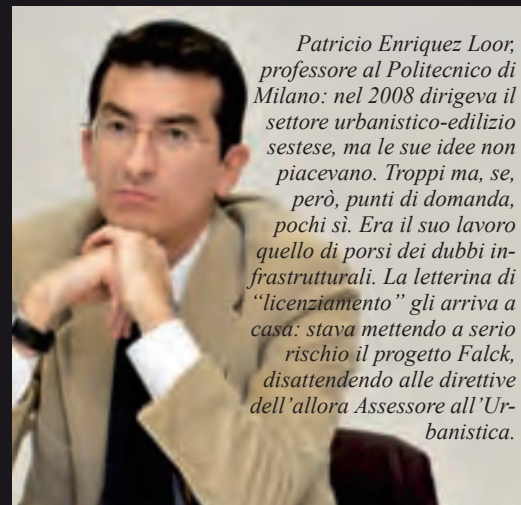 Patricio Enriquez Loor,
professore al Politecnico di
Milano: nel 2008 dirigeva il
settore urbanistico-edilizio
sestese, ma le sue idee non
piacevano. Troppi ma, se,
però, punti di domanda,
pochi sì. Era il suo lavoro
quello di porsi dei dubbi in-
frastrutturali. La letterina di
“licenziamento” gli arriva a
casa: stava mettendo a serio
rischio il progetto Falck,
disattendendo alle direttive
dell’allora Assessore all’Ur-
banistica.